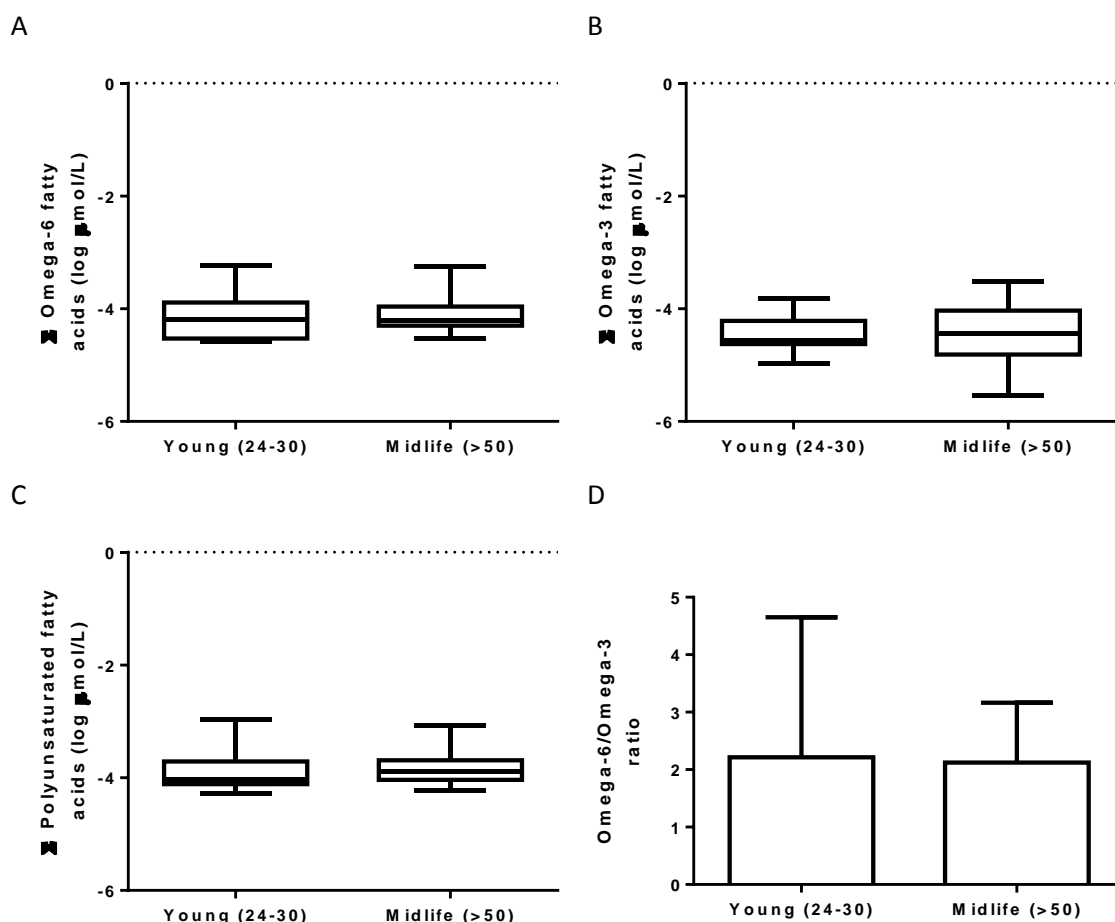 A
0
-2
-4
-6
Σ Omega-6 fatty
acids (log μmol/L)
Young (24-30)
Midlife (>50)
B
0
-2
-4
-6
Σ Omega-3 fatty
acids (log μmol/L)
Young (24-30)
Midlife (>50)
C
0
-2
-4
-6
Σ Polyunsaturated fatty
acids (log μmol/L)
Young (24-30)
Midlife (>50)
D
5
4
3
2
1
0
Omega-6/Omega-3
ratio
Young (24-30)
Midlife (>50)